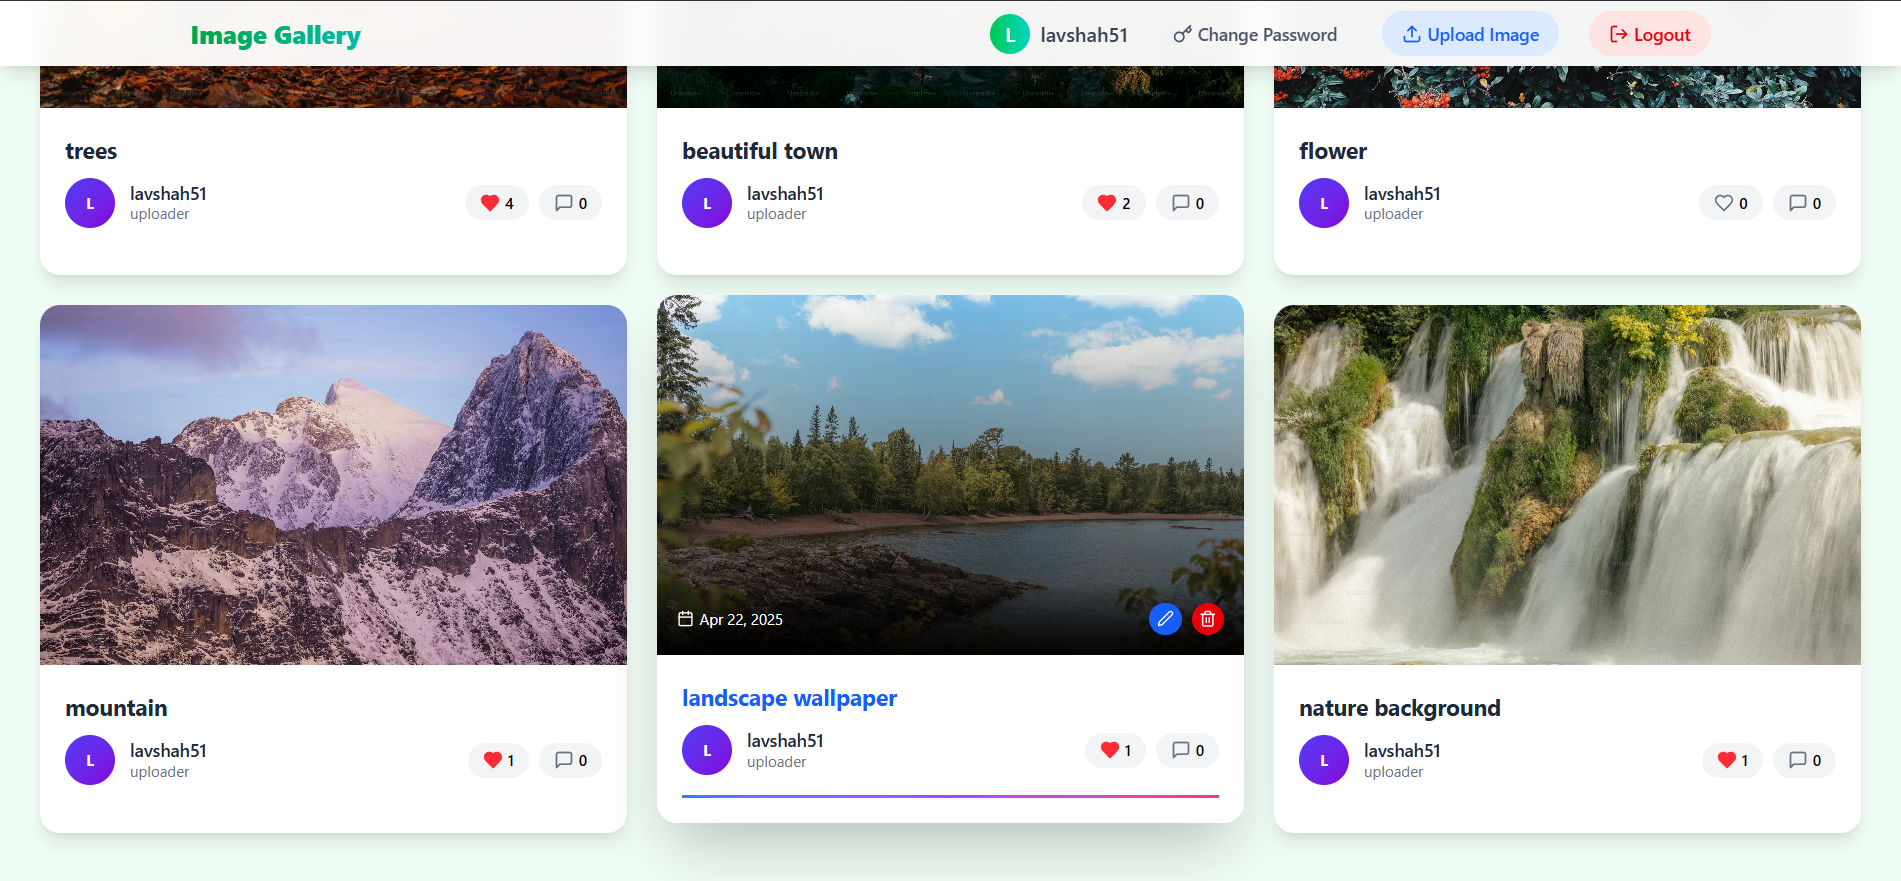 Image Gallery
L lavshah51 Change Password Upload Image Logout
trees
L lavshah51 4 0
uploader
beautiful town
L lavshah51 2 0
uploader
flower
L lavshah51 0 0
uploader
mountain
L lavshah51 1 0
uploader
Apr 22, 2025
landscape wallpaper
L lavshah51 1 0
uploader
nature background
L lavshah51 1 0
uploader